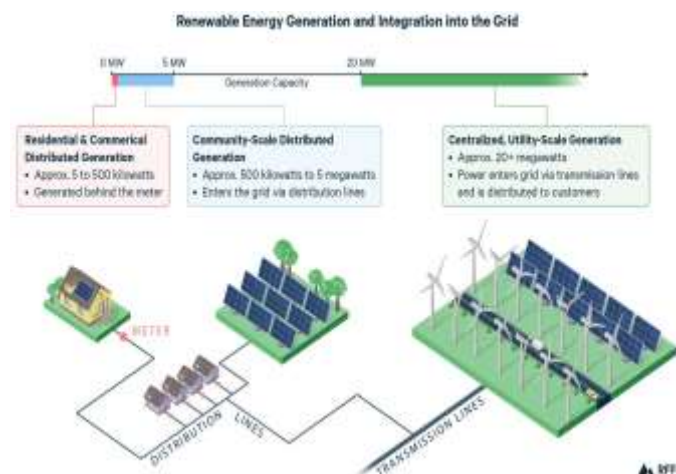 Renewable Energy Generation and Integration into the Grid
0 MW
5 MW
20 MW
Generation Capacity
Residential & Commerical
Distributed Generation
• Approx. 5 to 500 kilowatts
• Generated behind the meter
Community-Scale Distributed
Generation
• Approx. 500 kilowatts to 5 megawatts
• Enters the grid via distribution lines
Centralized, Utility-Scale Generation
• Approx. 20+ megawatts
• Power enters grid via transmission lines
and is distributed to customers
METER
DISTRIBUTION
LINES
TRANSMISSION LINES
RFF